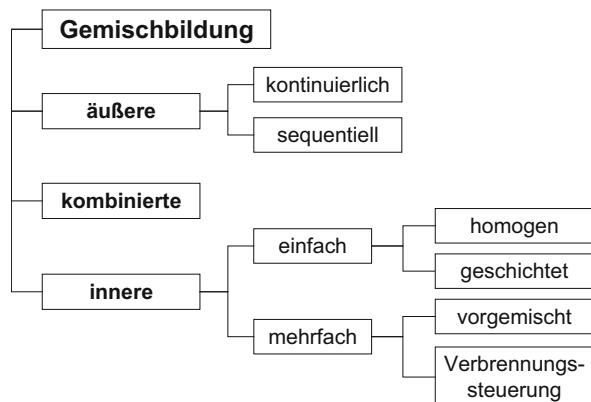 Gemischbildung
äußere
kontinuierlich
sequentiell
kombinierte
innere
einfach
homogen
geschichtet
mehrfach
vorgemischt
Verbrennungs-
steuerung